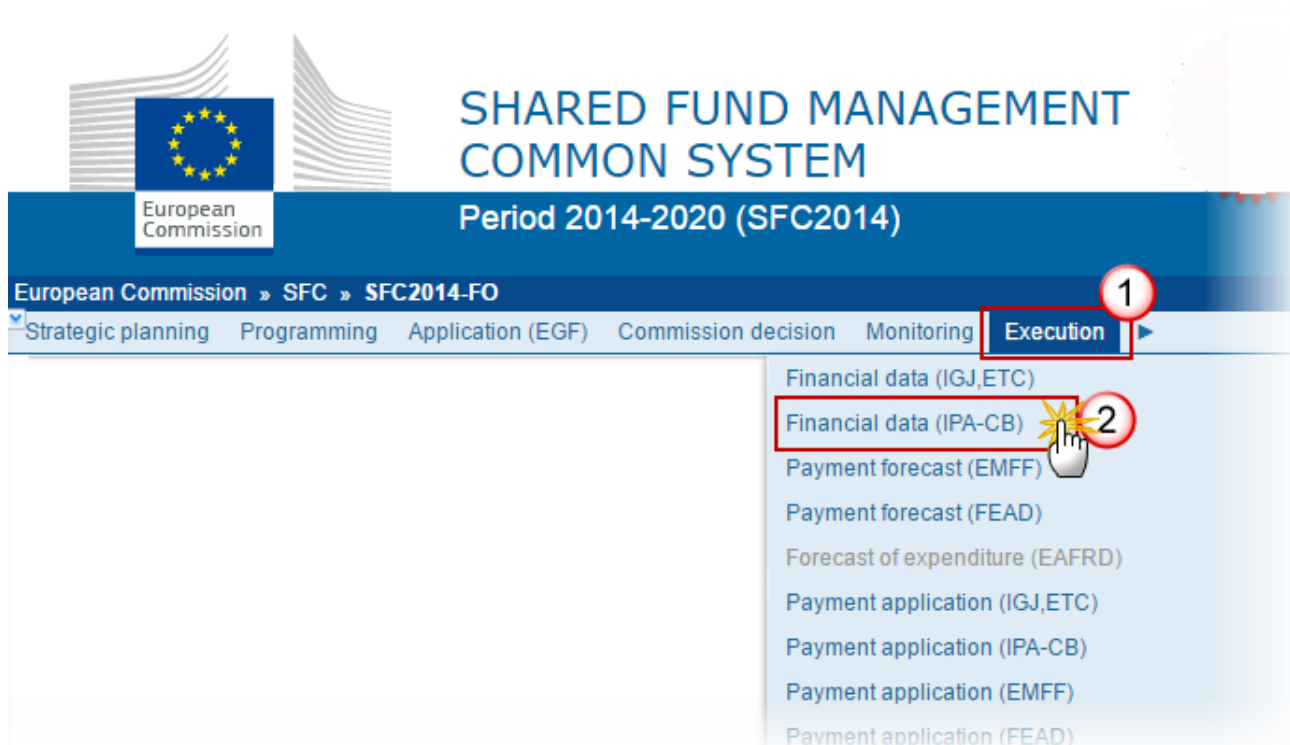 SHARED FUND MANAGEMENT
COMMON SYSTEM
European
Commission
Period 2014-2020 (SFC2014)
European Commission » SFC » SFC2014-FO
1
Strategic planning Programming Application (EGF) Commission decision Monitoring Execution
Financial data (IGJ,ETC)
Financial data (IPA-CB)
2
Payment forecast (EMFF)
Payment forecast (FEAD)
Forecast of expenditure (EAFRD)
Payment application (IGJ,ETC)
Payment application (IPA-CB)
Payment application (EMFF)
Payment application (FEAD)